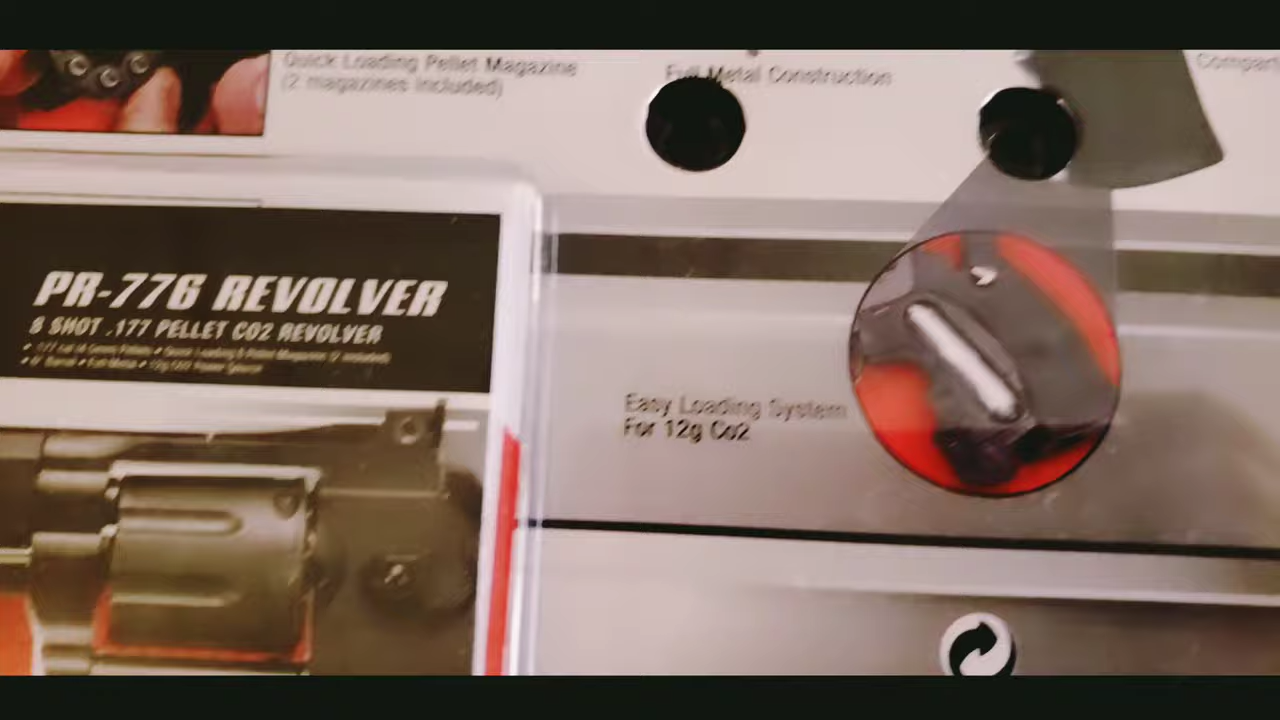 Quick Loading Pellet Magazine
(2 magazines included)
Full Metal Construction
Compact
PR-776 REVOLVER
8 SHOT .177 PELLET CO2 REVOLVER
Easy Loading System
For 12g Co2